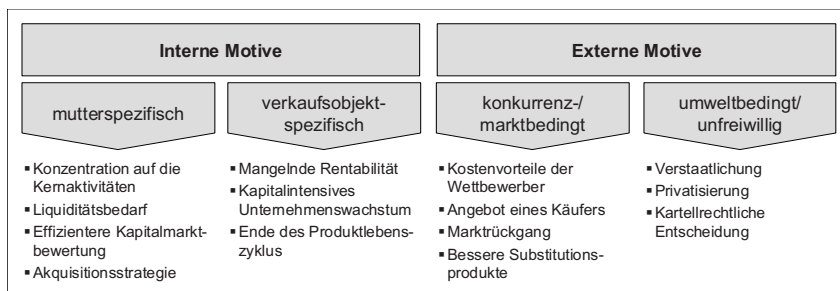 Interne Motive
Externe Motive
mutterspezifisch
verkaufsobjekt-
spezifisch
konkurrenz-/
marktbedingt
umweltbedingt/
unfreiwillig
▪ Konzentration auf die
Kernaktivitäten
▪ Liquiditätsbedarf
▪ Effizientere Kapitalmarkt-
bewertung
▪ Akquisitionsstrategie
▪ Mangelnde Rentabilität
▪ Kapitalintensives
Unternehmenswachstum
▪ Ende des Produktlebens-
zyklus
▪ Kostenvorteile der
Wettbewerber
▪ Angebot eines Käufers
▪ Marktrückgang
▪ Bessere Substitutions-
produkte
▪ Verstaatlichung
▪ Privatisierung
▪ Kartellrechtliche
Entscheidung